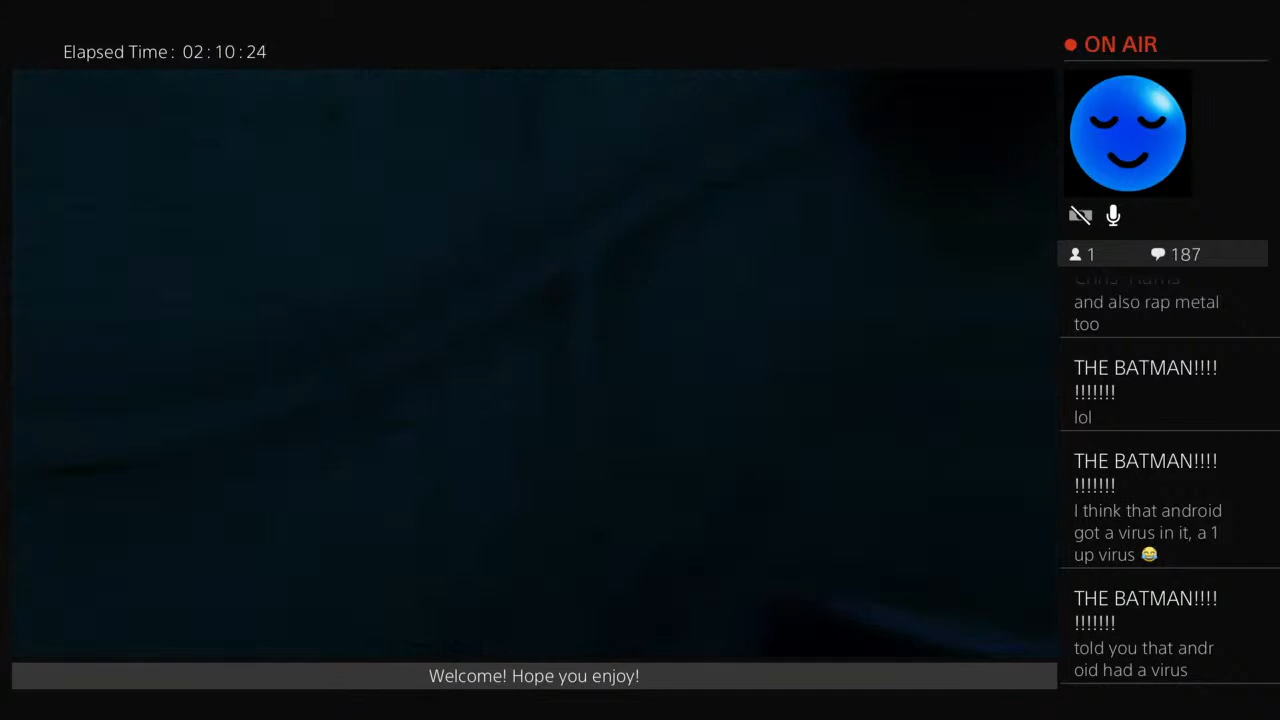 Elapsed Time: 02:10:24
ON AIR
1 187
and also rap metal
too
THE BATMAN!!!!
!!!!!!!
lol
THE BATMAN!!!!
!!!!!!!
I think that android
got a virus in it, a 1
up virus 😂
THE BATMAN!!!!
!!!!!!!
told you that andr
oid had a virus
Welcome! Hope you enjoy!